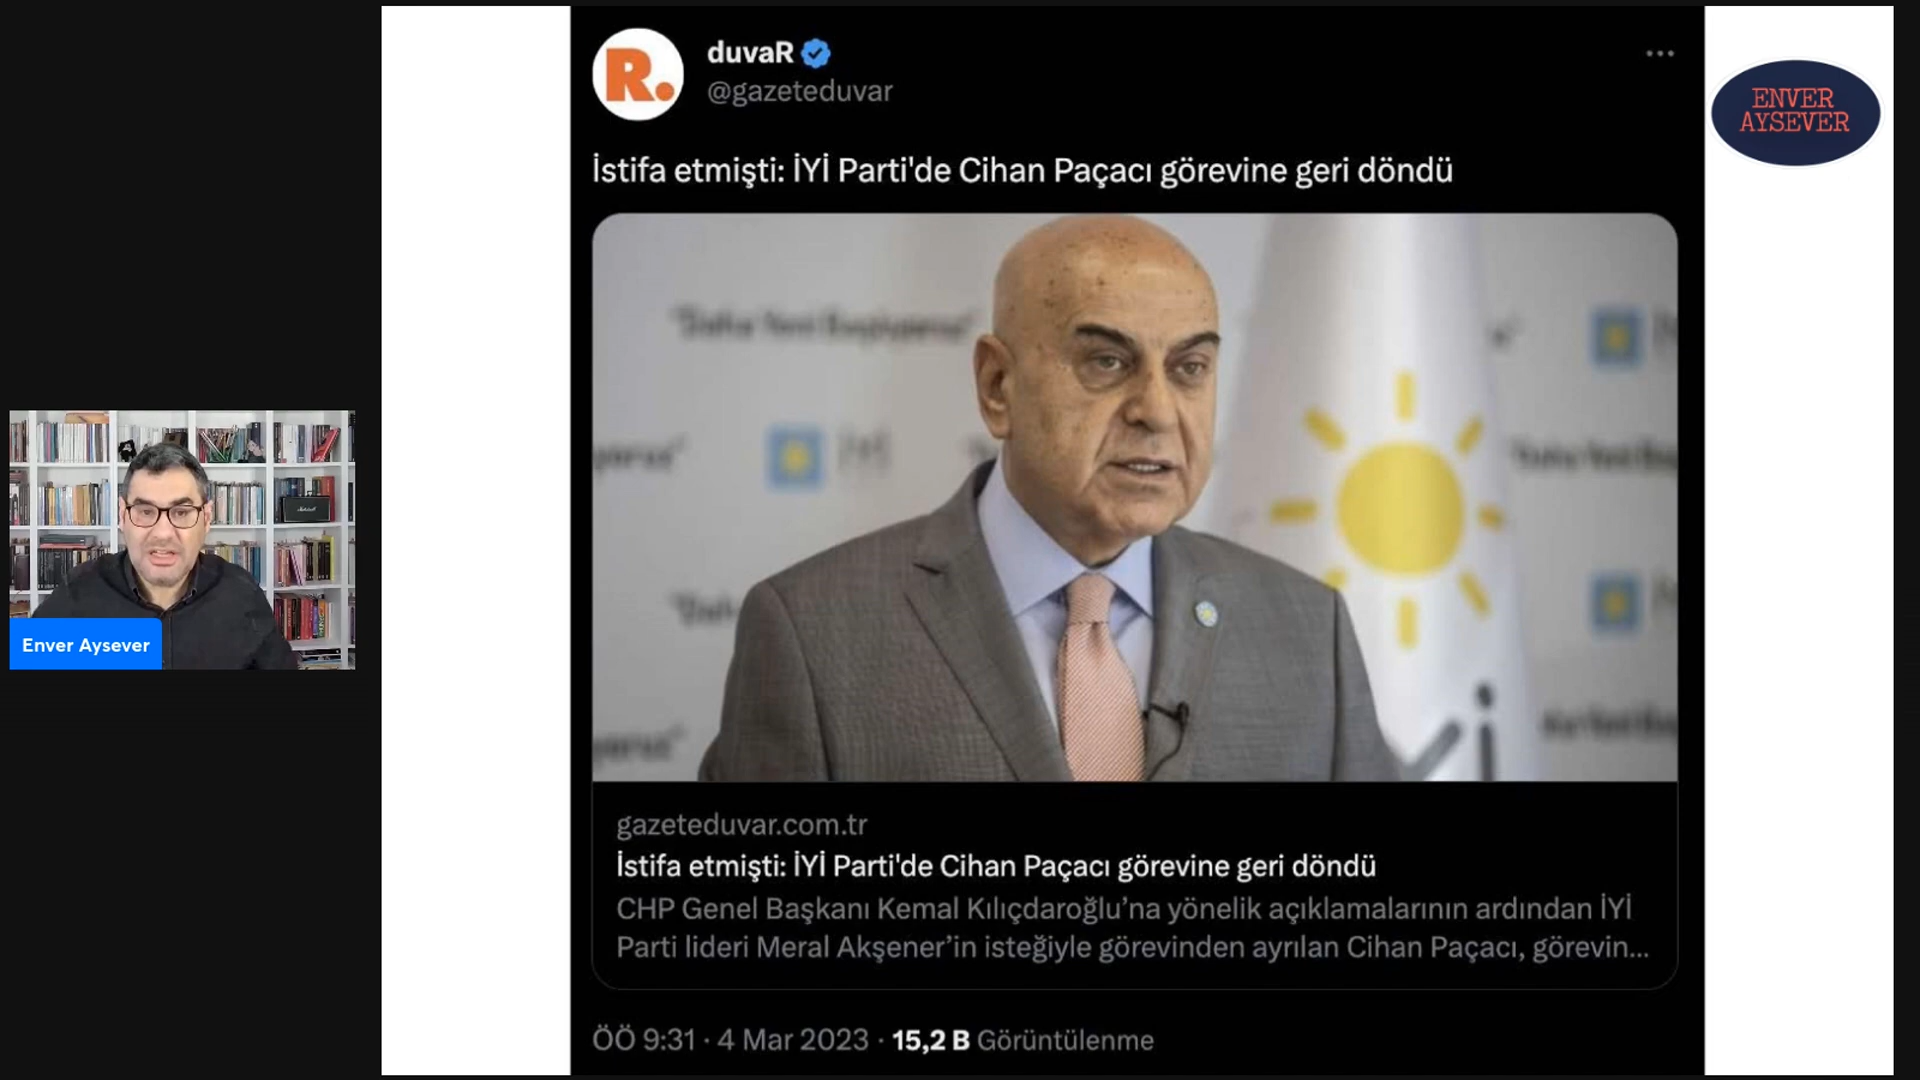 duvaR
@gazeteduvar
ENVER
AYSEVER
İstifa etmişti: İYİ Parti'de Cihan Paçacı görevine geri döndü
"Daha Yeni Başlıyoruz"
Enver Aysever
gazeteduvar.com.tr
İstifa etmişti: İYİ Parti'de Cihan Paçacı görevine geri döndü
CHP Genel Başkanı Kemal Kılıçdaroğlu’na yönelik açıklamalarının ardından İYİ
Parti lideri Meral Akşener’in isteğiyle görevinden ayrılan Cihan Paçacı, görevin...
ÖÖ 9:31 · 4 Mar 2023 · 15,2 B Görüntülenme